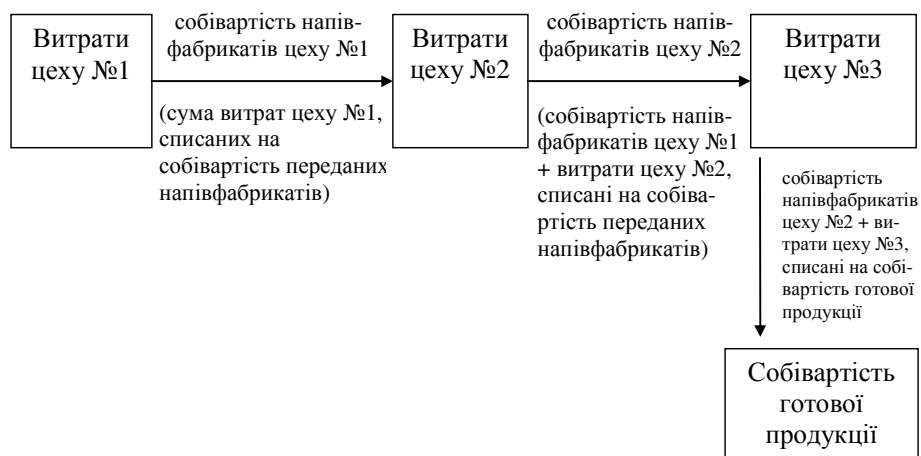 Витрати
цеху №1
собівартість напів-
фабрикатів цеху №1
(сума витрат цеху №1,
списаних на
собівартість переданих
напівфабрикатів)
Витрати
цеху №2
собівартість напів-
фабрикатів цеху №2
(собівартість напів-
фабрикатів цеху №1
+ витрати цеху №2,
списані на собіва-
ртість переданих
напівфабрикатів)
Витрати
цеху №3
собівартість
напівфабрикатів
цеху №2 + ви-
трати цеху №3,
списані на собі-
вартість готової
продукції
Собівартість
готової
продукції